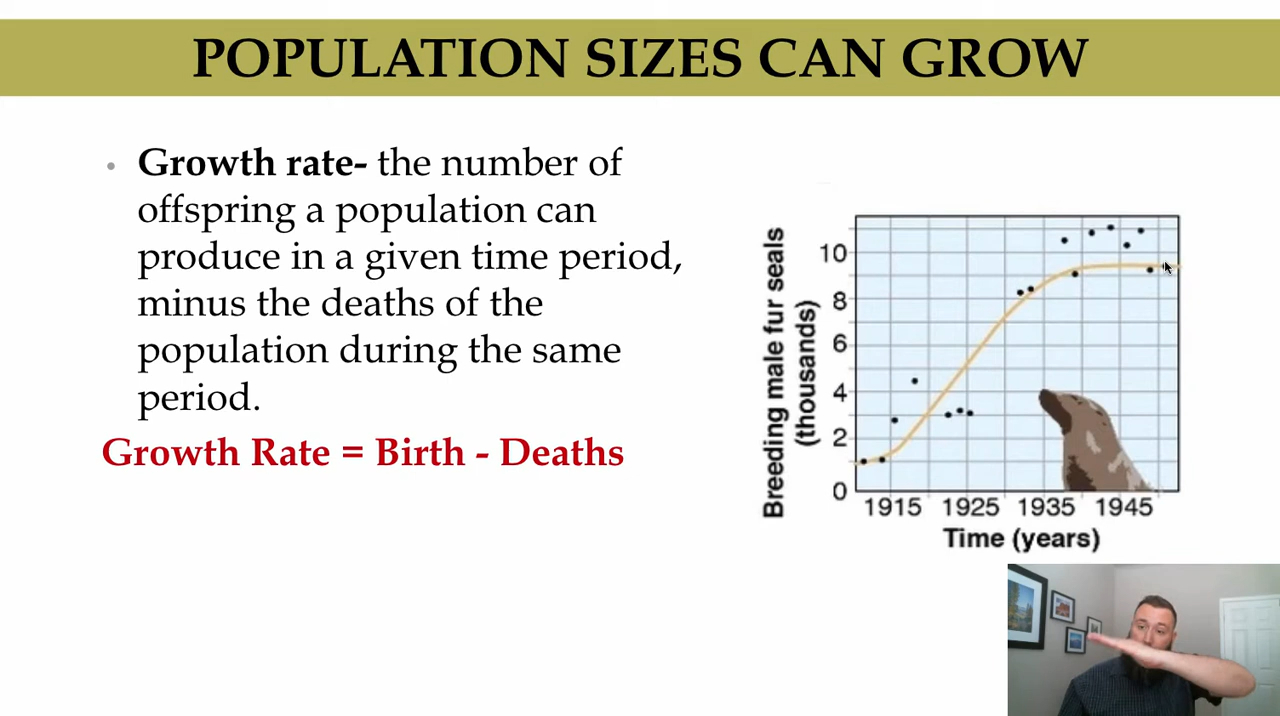 POPULATION SIZES CAN GROW
• Growth rate- the number of
offspring a population can
produce in a given time period,
minus the deaths of the
population during the same
period.
Growth Rate = Birth - Deaths
Breeding male fur seals
(thousands)
10
8
6
4
2
0
1915 1925 1935 1945
Time (years)